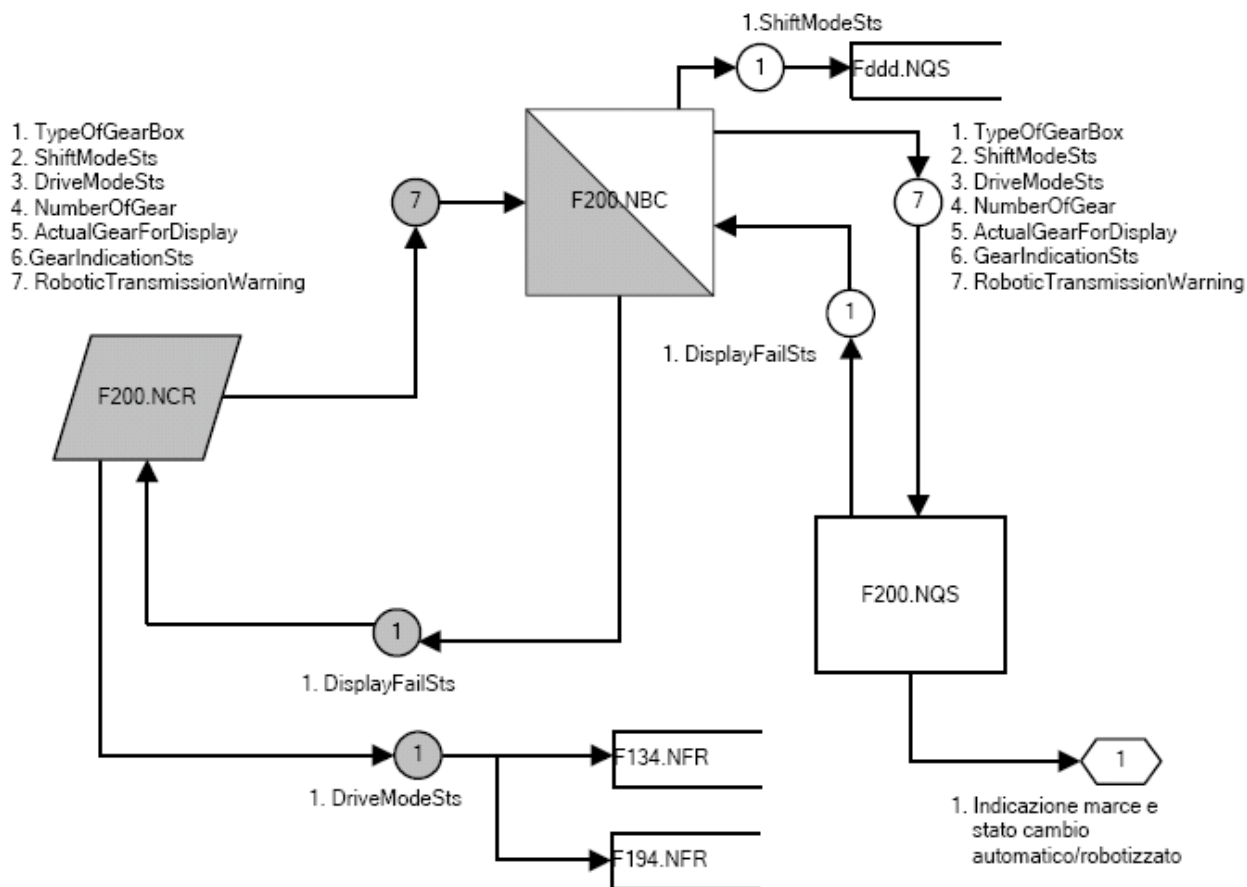 1.ShiftModeSts
1
Fddd.NQS
1. TypeOfGearBox
2. ShiftModeSts
3. DriveModeSts
4. NumberOfGear
5. ActualGearForDisplay
6.GearIndicationSts
7. RoboticTransmissionWarning
7
F200.NBC
1. TypeOfGearBox
2. ShiftModeSts
3. DriveModeSts
4. NumberOfGear
5. ActualGearForDisplay
6. GearIndicationSts
7. RoboticTransmissionWarning
7
1
1. DisplayFailSts
F200.NCR
F200.NQS
1
1. DisplayFailSts
1
1. DriveModeSts
F134.NFR
F194.NFR
1
1. Indicazione marce e
stato cambio
automatico/robotizzato